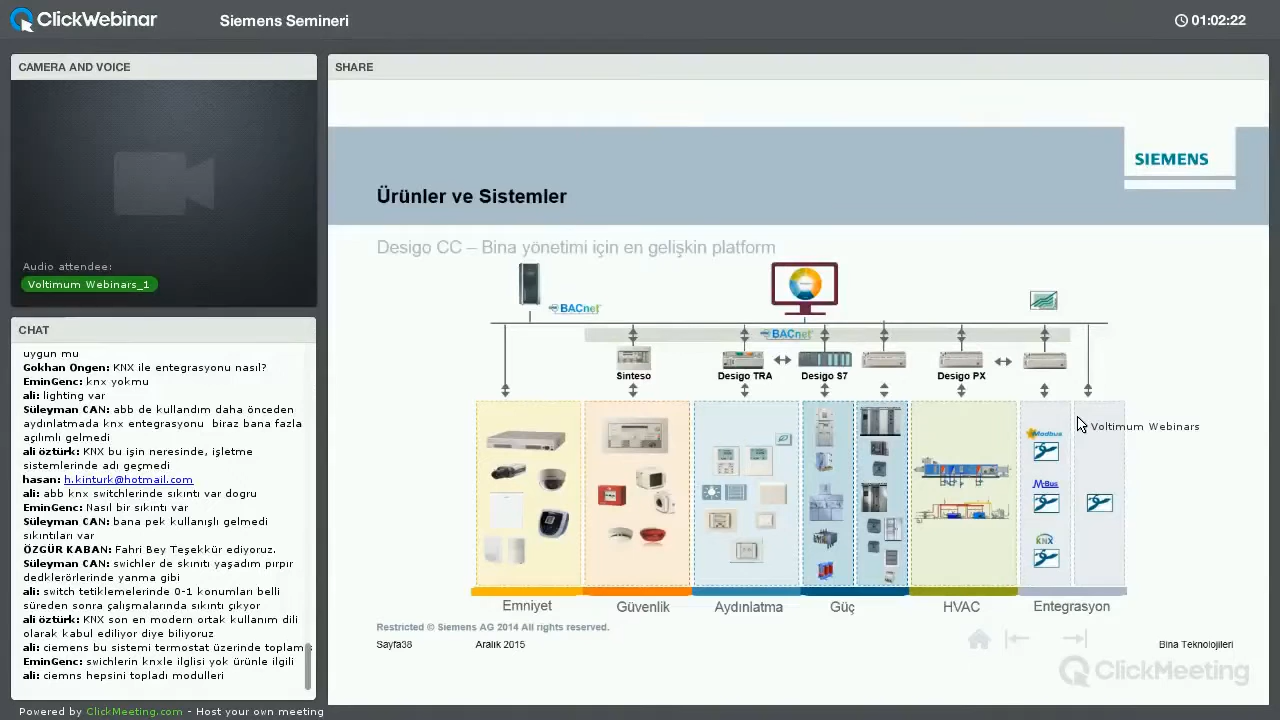 ClickWebinar
Siemens Semineri
01:02:22
CAMERA AND VOICE
Audio attendee:
Voltimum Webinars_1
CHAT
uygun mu
Gokhan Ongen: KNX ile entegrasyonu nasıl?
EminGenc: knx yokmu
ali: lighting var
Süleyman CAN: abb de kullandım daha önceden
aydınlatmada knx entegrasyonu biraz bana fazla
açılımlı gelmedi
ali öztürk: KNX bu işin neresinde, işletme
sistemlerinde adı geçmedi
hasan: h.kinturk@hotmail.com
ali: abb knx switchlerinde sıkıntı var dogru
EminGenc: Nasıl bir sıkıntı var
Süleyman CAN: bana pek kullanışlı gelmedi
sıkıntıları var
ÖZGÜR KABAN: Fahri Bey Teşekkür ediyoruz.
Süleyman CAN: swichler de skıntı yaşadım pırpır
dedklerörlerinde yanma gibi
ali: switch tetiklemelerinde 0-1 konumları belli
süreden sonra çalışmalarında sıkıntı çıkıyor
ali öztürk: KNX son en modern ortak kullanım dili
olarak kabul ediliyor diye biliyoruz
ali: ciemens bu sistemi termostat üzerinde toplamı
EminGenc: swichlerin knxle ilglisi yok ürünle ilgili
ali: ciemns hepsini topladı modulleri
Powered by ClickMeeting.com - Host your own meeting
SHARE
SIEMENS
Ürünler ve Sistemler
Desigo CC – Bina yönetimi için en gelişkin platform
BACnet
BACnet
Sinteso
Desigo TRA
Desigo S7
Desigo PX
Voltimum Webinars
Modbus
M-Bus
KNX
Emniyet
Güvenlik
Aydınlatma
Güç
HVAC
Entegrasyon
Restricted © Siemens AG 2014 All rights reserved.
Sayfa38
Aralık 2015
Bina Teknolojileri
ClickMeeting